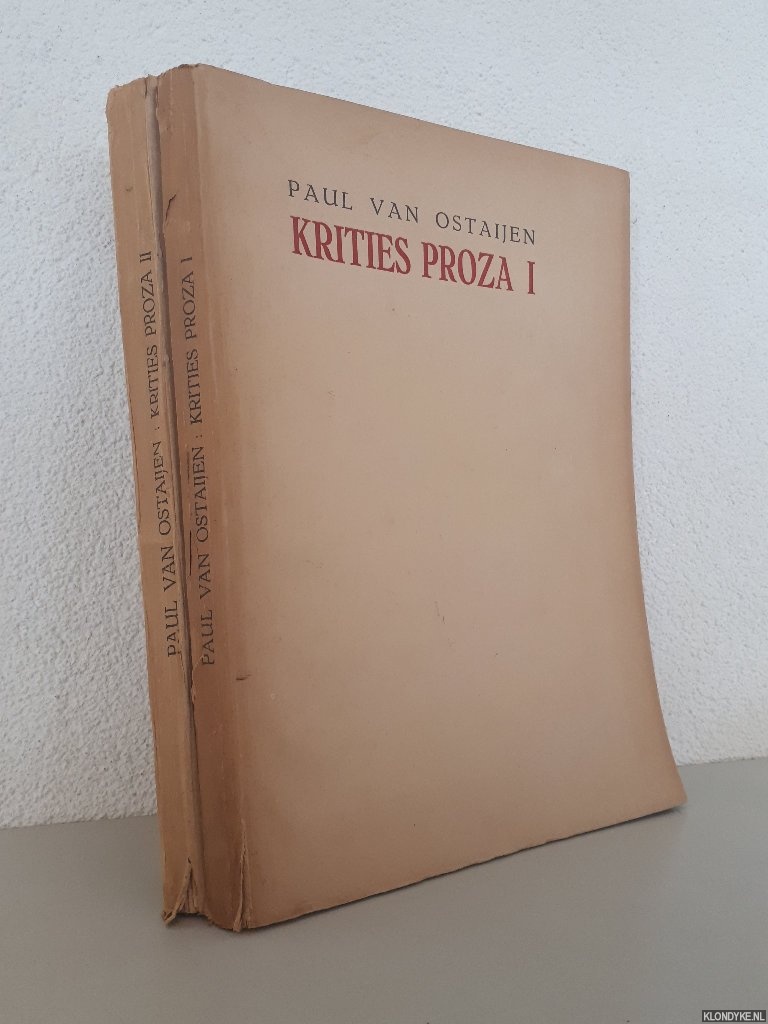 PAUL VAN OSTAIJEN
KRITIES PROZA I
PAUL VAN OSTAIJEN : KRITIES PROZA I
PAUL VAN OSTAIJEN : KRITIES PROZA II
KLONDYKE.NL